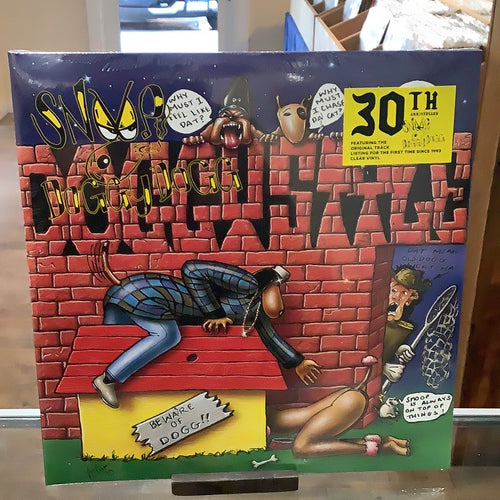 SNOOP
DOGGY DOGG
DOGGYSTYLE
WHY
MUST I
FEEL LIKE
DAT?
WHY
MUST I
CHASE
DA CAT?
30TH
ANNIVERSARY
FEATURING THE
ORIGINAL TRACK
LISTING FOR THE FIRST TIME SINCE 1993
CLEAR VINYL
BEWARE
OF
DOGG!!
SNOOP
IS ALWAYS
ON TOP OF
THINGS!